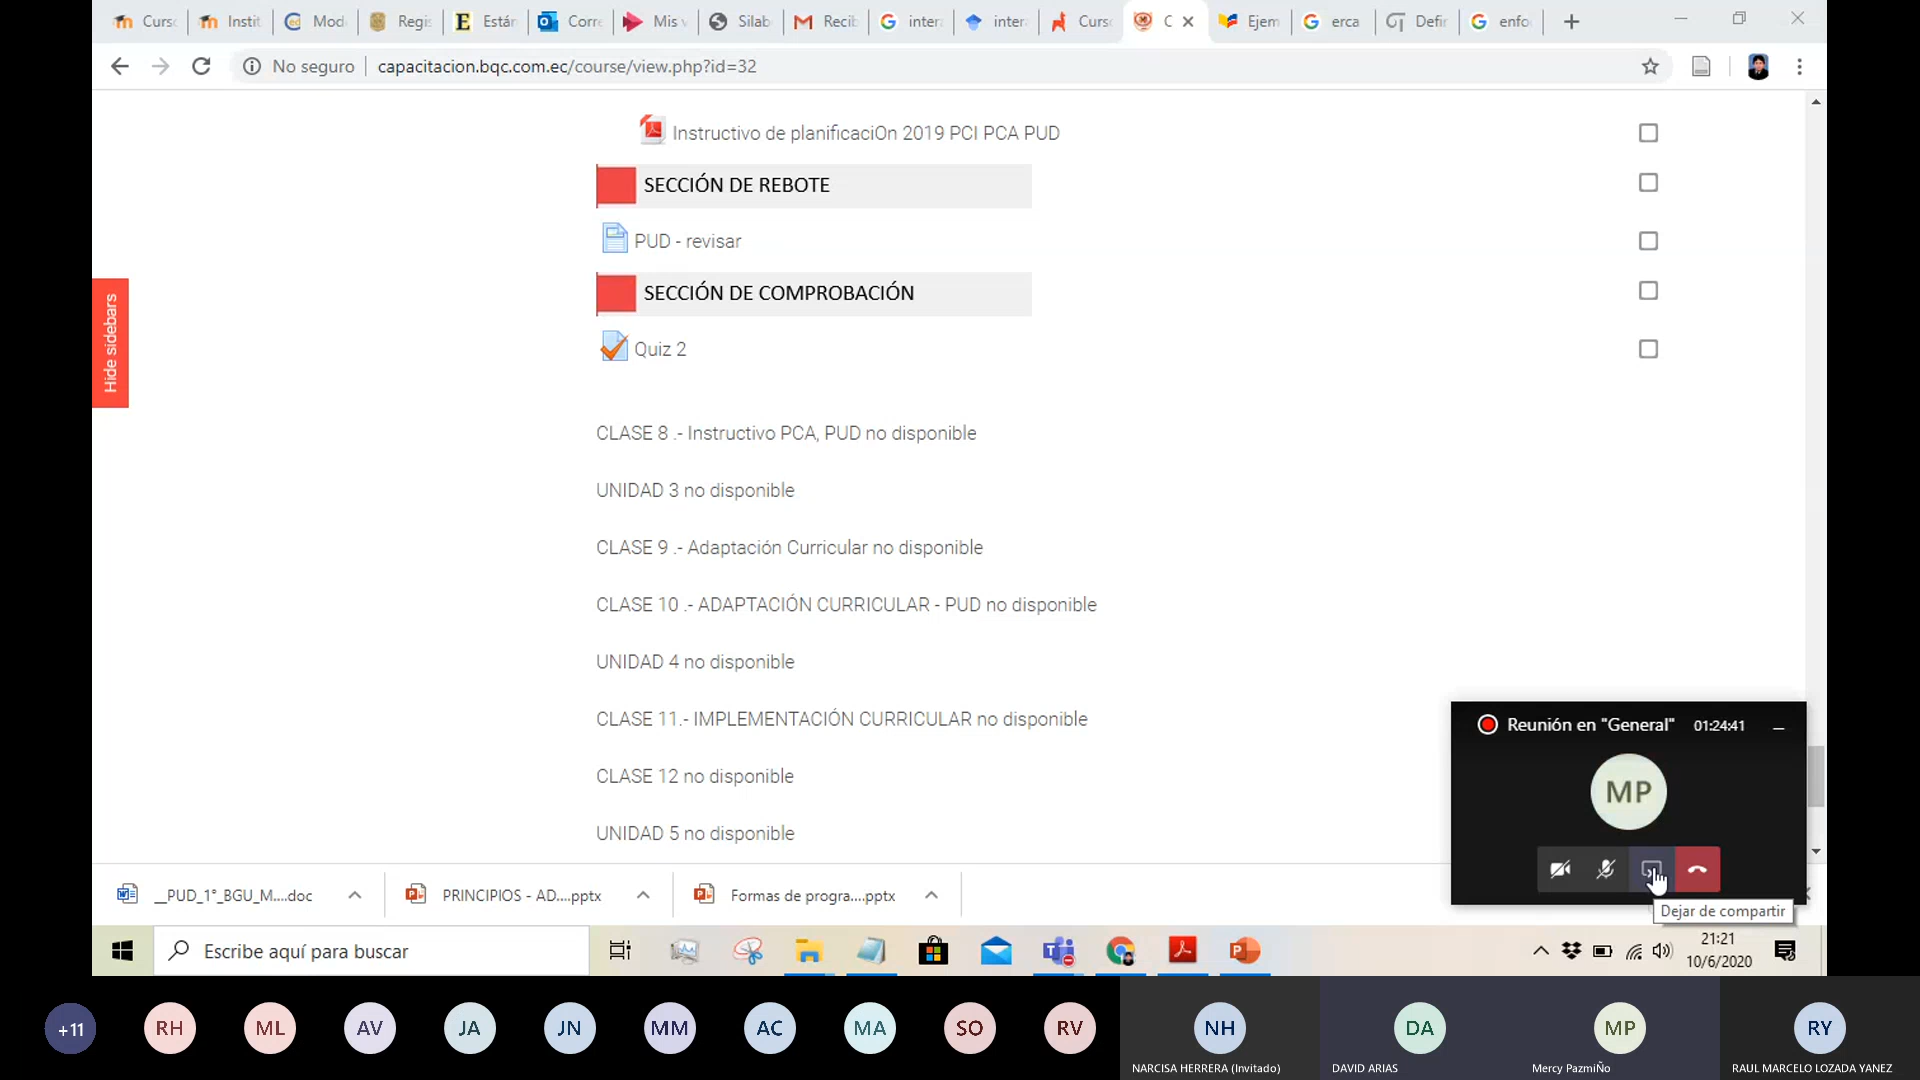 Curs
Instit
Mod
Regis
Están
Corre
Mis v
Silab
Recib
inter
inter
Curs
C
Ejem
erca
Defir
enfo
No seguro
capacitacion.bqc.com.ec/course/view.php?id=32
Instructivo de planificaciOn 2019 PCI PCA PUD
SECCIÓN DE REBOTE
PUD - revisar
SECCIÓN DE COMPROBACIÓN
Hide sidebars
Quiz 2
CLASE 8 .- Instructivo PCA, PUD no disponible
UNIDAD 3 no disponible
CLASE 9 .- Adaptación Curricular no disponible
CLASE 10 .- ADAPTACIÓN CURRICULAR - PUD no disponible
UNIDAD 4 no disponible
CLASE 11.- IMPLEMENTACIÓN CURRICULAR no disponible
CLASE 12 no disponible
UNIDAD 5 no disponible
Reunión en "General" 01:24:41
MP
Dejar de compartir
__PUD_1°_BGU_M....doc
PRINCIPIOS - AD....pptx
Formas de progra....pptx
Escribe aquí para buscar
21:21
10/6/2020
+11
RH
ML
AV
JA
JN
MM
AC
MA
SO
RV
NH
DA
MP
RY
NARCISA HERRERA (Invitado)
DAVID ARIAS
Mercy PazmiÑo
RAUL MARCELO LOZADA YANEZ